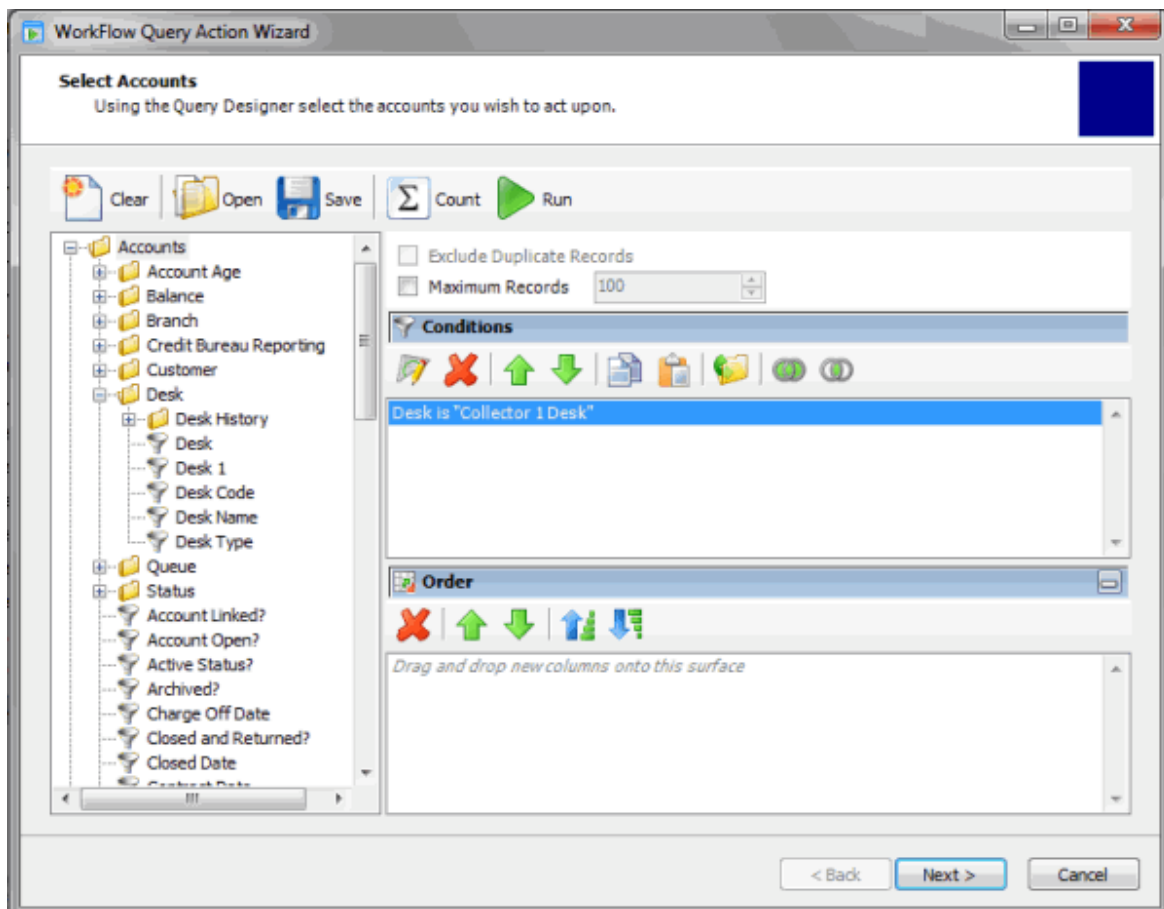 WorkFlow Query Action Wizard
Select Accounts
Using the Query Designer select the accounts you wish to act upon.
Clear Open Save Count Run
Accounts
Account Age
Balance
Branch
Credit Bureau Reporting
Customer
Desk
Desk History
Desk
Desk 1
Desk Code
Desk Name
Desk Type
Queue
Status
Account Linked?
Account Open?
Active Status?
Archived?
Charge Off Date
Closed and Returned?
Closed Date
Exclude Duplicate Records
Maximum Records 100
Conditions
Desk is "Collector 1 Desk"
Order
Drag and drop new columns onto this surface
< Back Next > Cancel